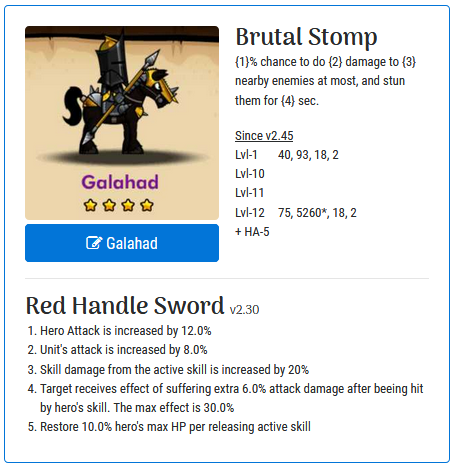 Brutal Stomp
{1}% chance to do {2} damage to {3}
nearby enemies at most, and stun
them for {4} sec.
Since v2.45
Lvl-1 40, 93, 18, 2
Lvl-10
Lvl-11
Lvl-12 75, 5260*, 18, 2
+ HA-5
Galahad
Galahad
Red Handle Sword v2.30
1. Hero Attack is increased by 12.0%
2. Unit's attack is increased by 8.0%
3. Skill damage from the active skill is increased by 20%
4. Target receives effect of suffering extra 6.0% attack damage after beeing hit
by hero's skill. The max effect is 30.0%
5. Restore 10.0% hero's max HP per releasing active skill